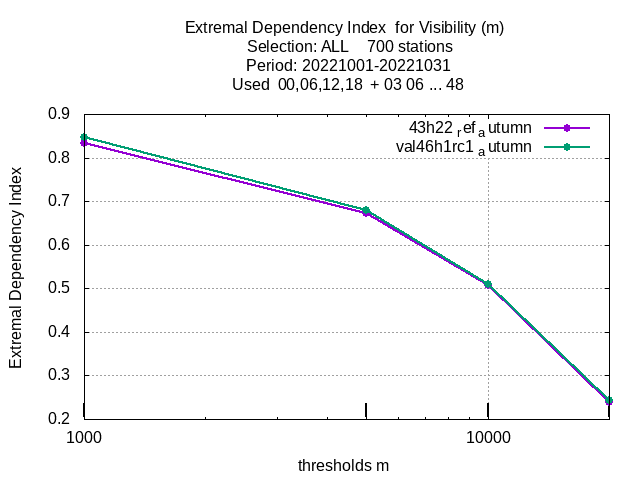 Extremal Dependency Index  for Visibility (m)
Selection: ALL    700 stations
Period: 20221001-20221031
Used  00,06,12,18  + 03 06 ... 48
43h22 ref a utumn
val46h1rc1 a utumn
0.9
0.8
0.7
0.6
0.5
0.4
0.3
0.2
Extremal Dependency Index
1000
10000
thresholds m